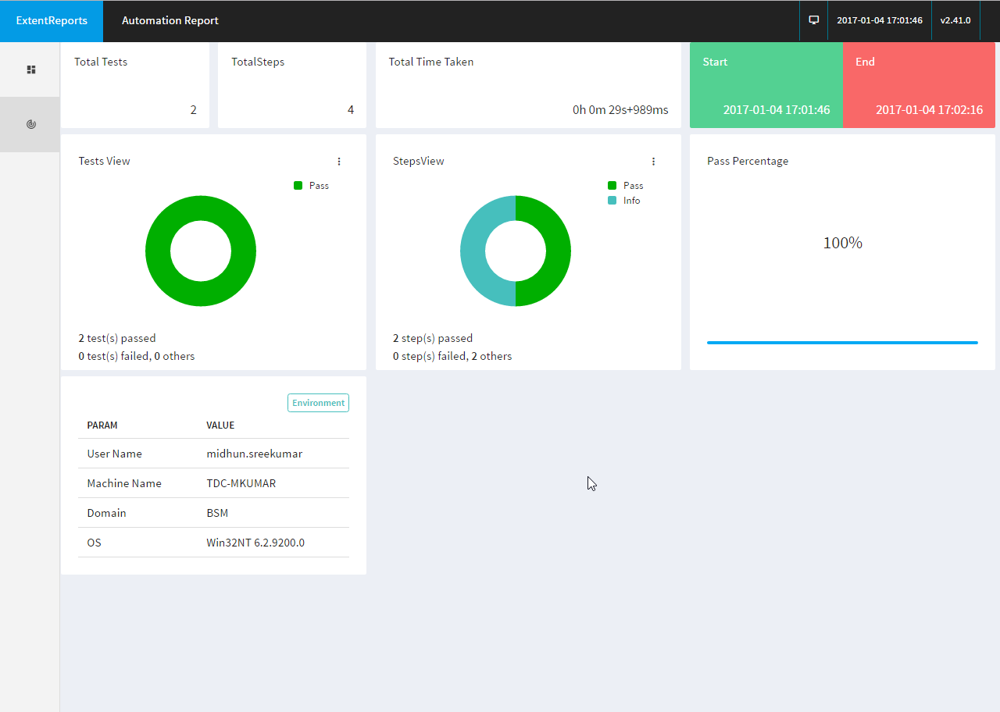 ExtentReports Automation Report 2017-01-04 17:01:46 v2.41.0
Total Tests
2
TotalSteps
4
Total Time Taken
0h 0m 29s+989ms
Start
2017-01-04 17:01:46
End
2017-01-04 17:02:16
Tests View
Pass
2 test(s) passed
0 test(s) failed, 0 others
StepsView
Pass
Info
2 step(s) passed
0 step(s) failed, 2 others
Pass Percentage
100%
Environment
PARAM VALUE
User Name midhun.sreekumar
Machine Name TDC-MKUMAR
Domain BSM
OS Win32NT 6.2.9200.0